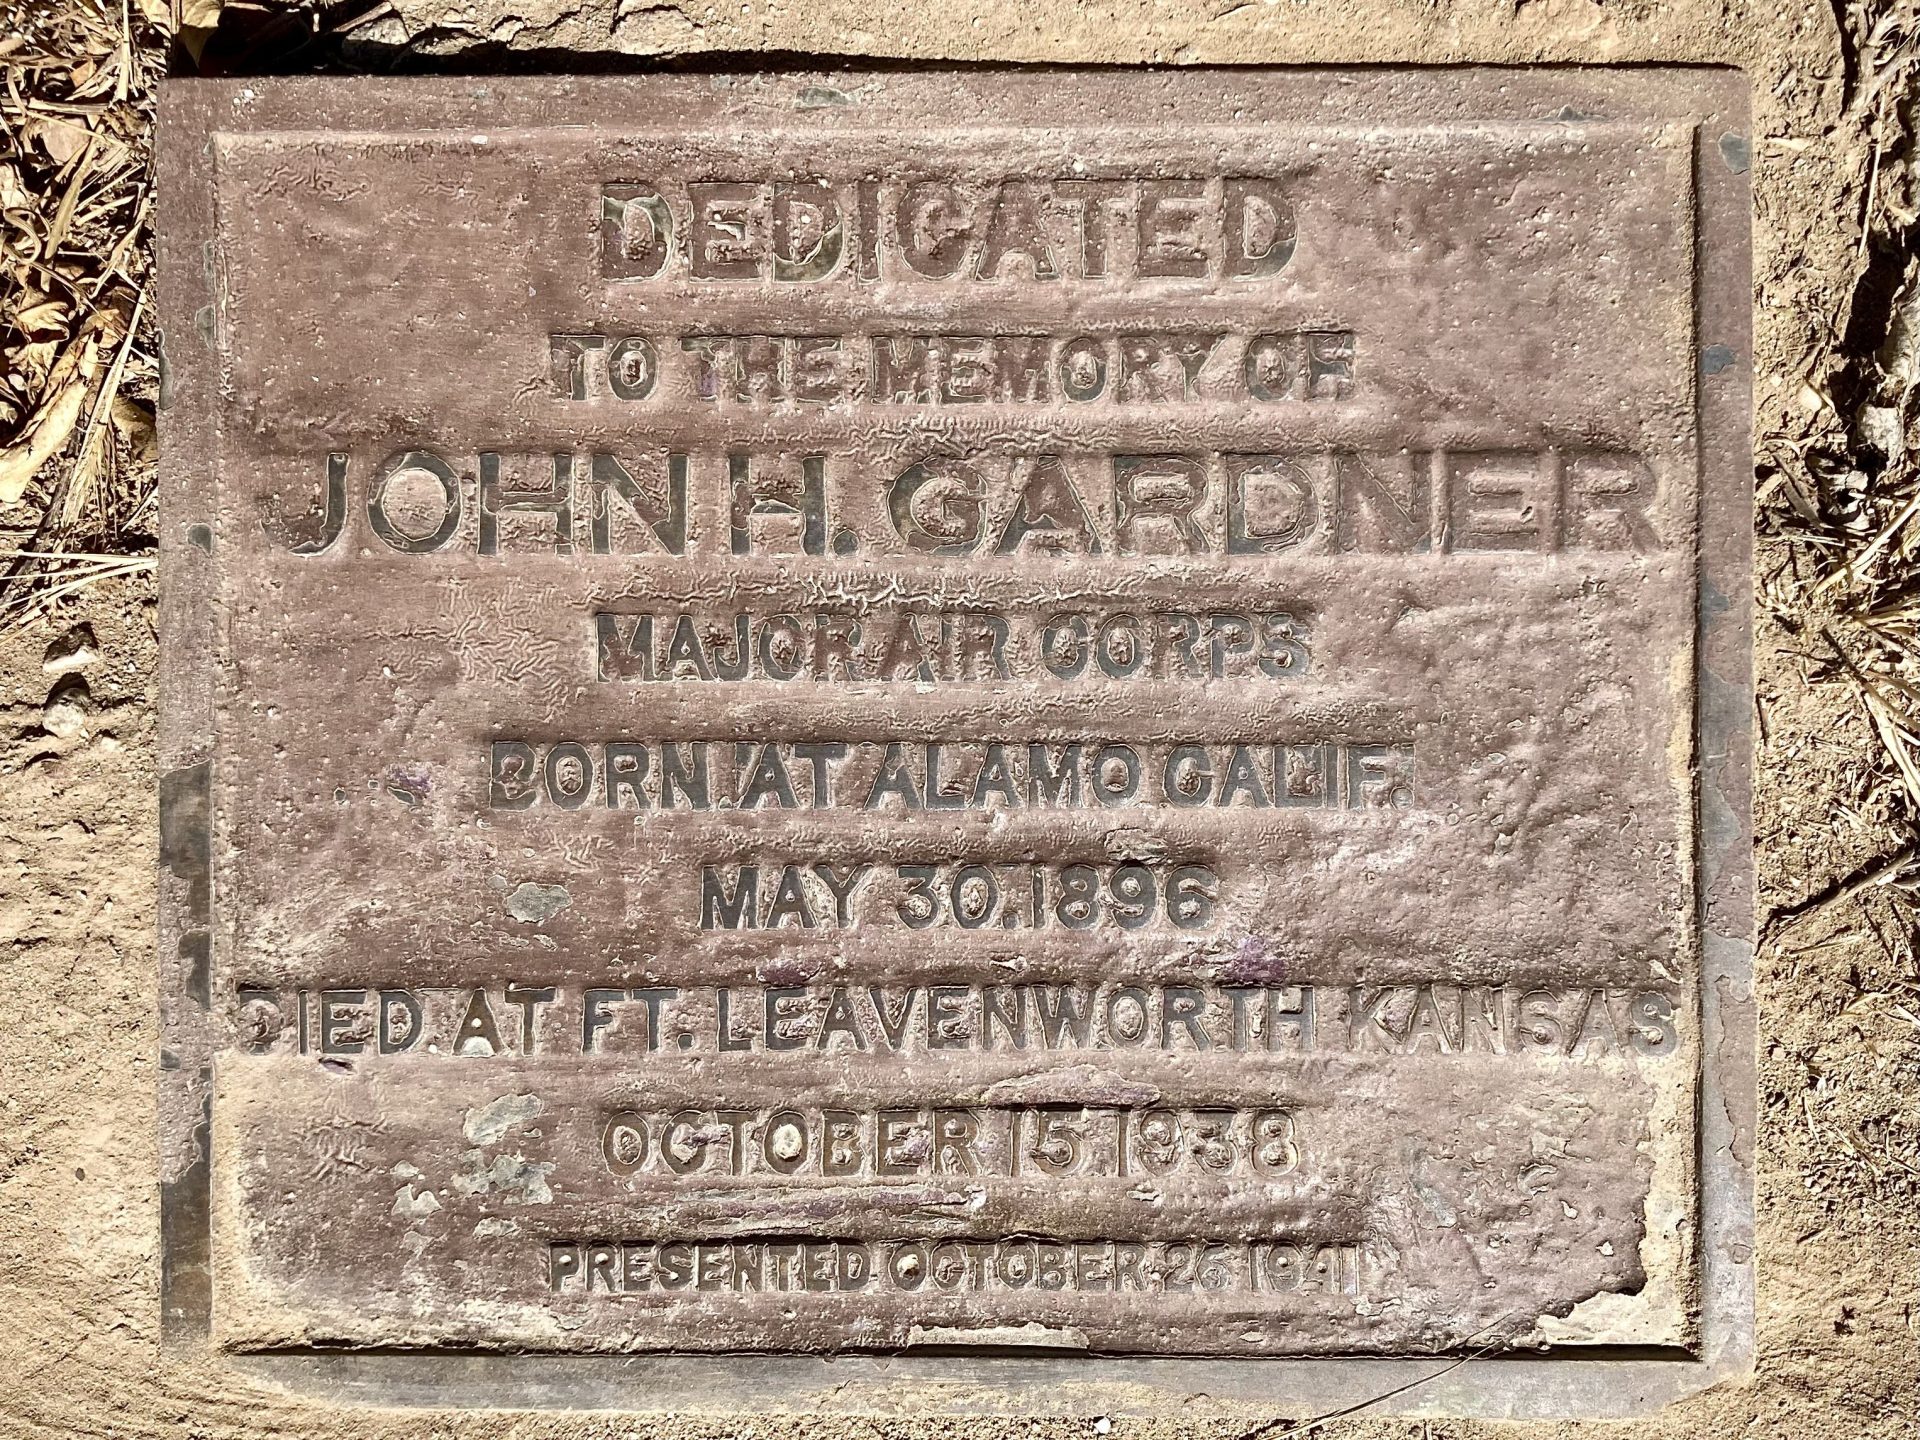 DEDICATED
TO THE MEMORY OF
JOHN H. GARDNER
MAJOR AIR CORPS
BORN AT ALAMO CALIF.
MAY 30.1896
DIED AT FT. LEAVENWORTH KANSAS
OCTOBER 15 1938
PRESENTED OCTOBER 26 1941